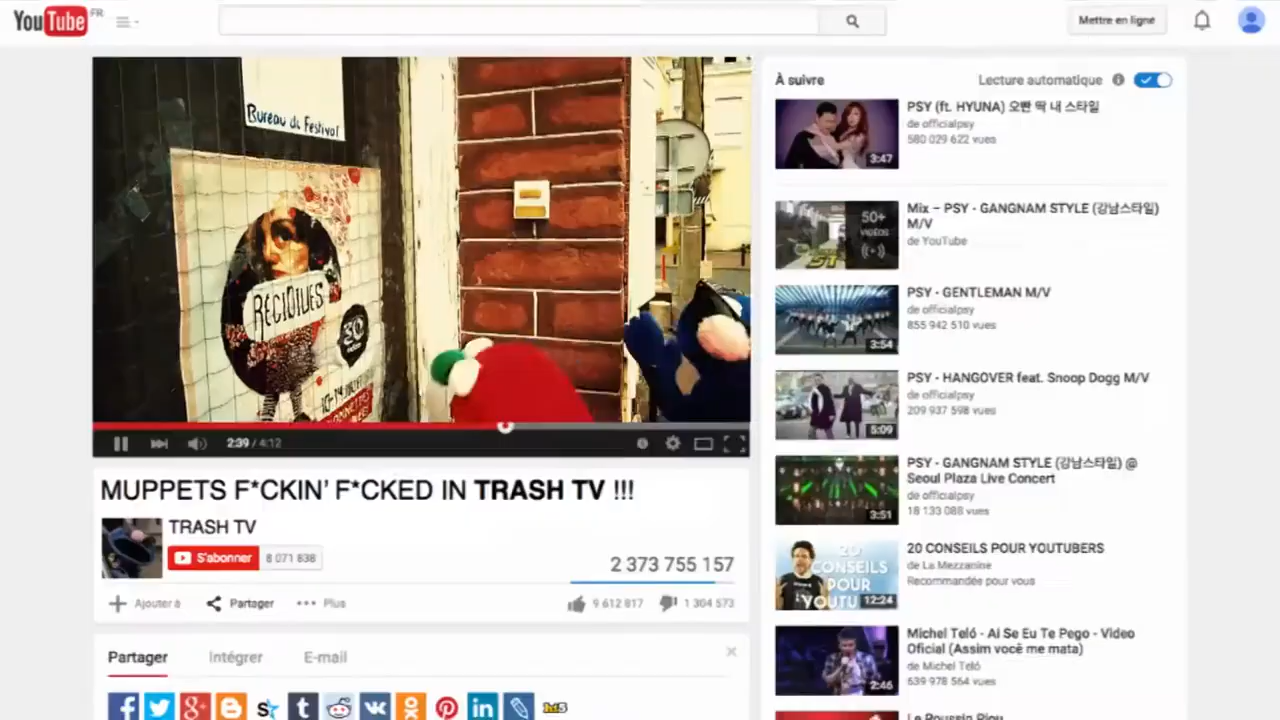 YouTube FR
Mettre en ligne
Bureau du Festival
RECIDIVES
30
TRASH TV
2:39 / 4:12
MUPPETS F*CKIN' F*CKED IN TRASH TV !!!
TRASH TV
S'abonner 8 071 838
2 373 755 157
Ajouter à Partager Plus 9 612 817 1 304 573
Partager Intégrer E-mail
hi5
À suivre Lecture automatique
PSY (ft. HYUNA) 오빤 딱 내 스타일
de officialpsy
580 029 622 vues
3:47
Mix – PSY - GANGNAM STYLE (강남스타일)
M/V
de YouTube
50+
VIDÉOS
PSY - GENTLEMAN M/V
de officialpsy
855 942 510 vues
3:54
PSY - HANGOVER feat. Snoop Dogg M/V
de officialpsy
209 937 598 vues
5:09
PSY - GANGNAM STYLE (강남스타일) @
Seoul Plaza Live Concert
de officialpsy
18 133 088 vues
3:51
20 CONSEILS POUR YOUTUBERS
de La Mezzanine
Recommandée pour vous
20
CONSEILS
POUR
YOUTU
12:24
Michel Teló - Ai Se Eu Te Pego - Video
Oficial (Assim você me mata)
de Michel Teló
639 978 564 vues
2:46
Le Poussin Piou